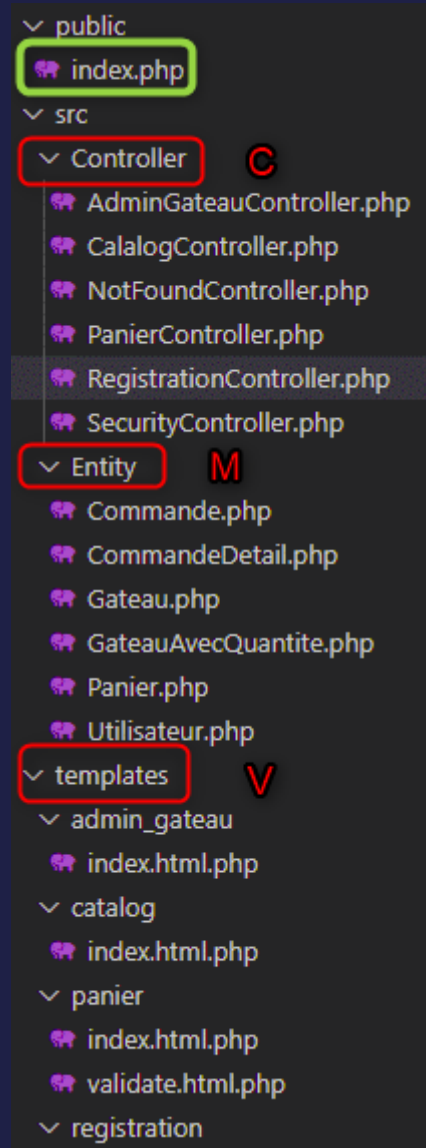 public
index.php
src
Controller C
AdminGateauController.php
CalalogController.php
NotFoundController.php
PanierController.php
RegistrationController.php
SecurityController.php
Entity M
Commande.php
CommandeDetail.php
Gateau.php
GateauAvecQuantite.php
Panier.php
Utilisateur.php
templates V
admin_gateau
index.html.php
catalog
index.html.php
panier
index.html.php
validate.html.php
registration